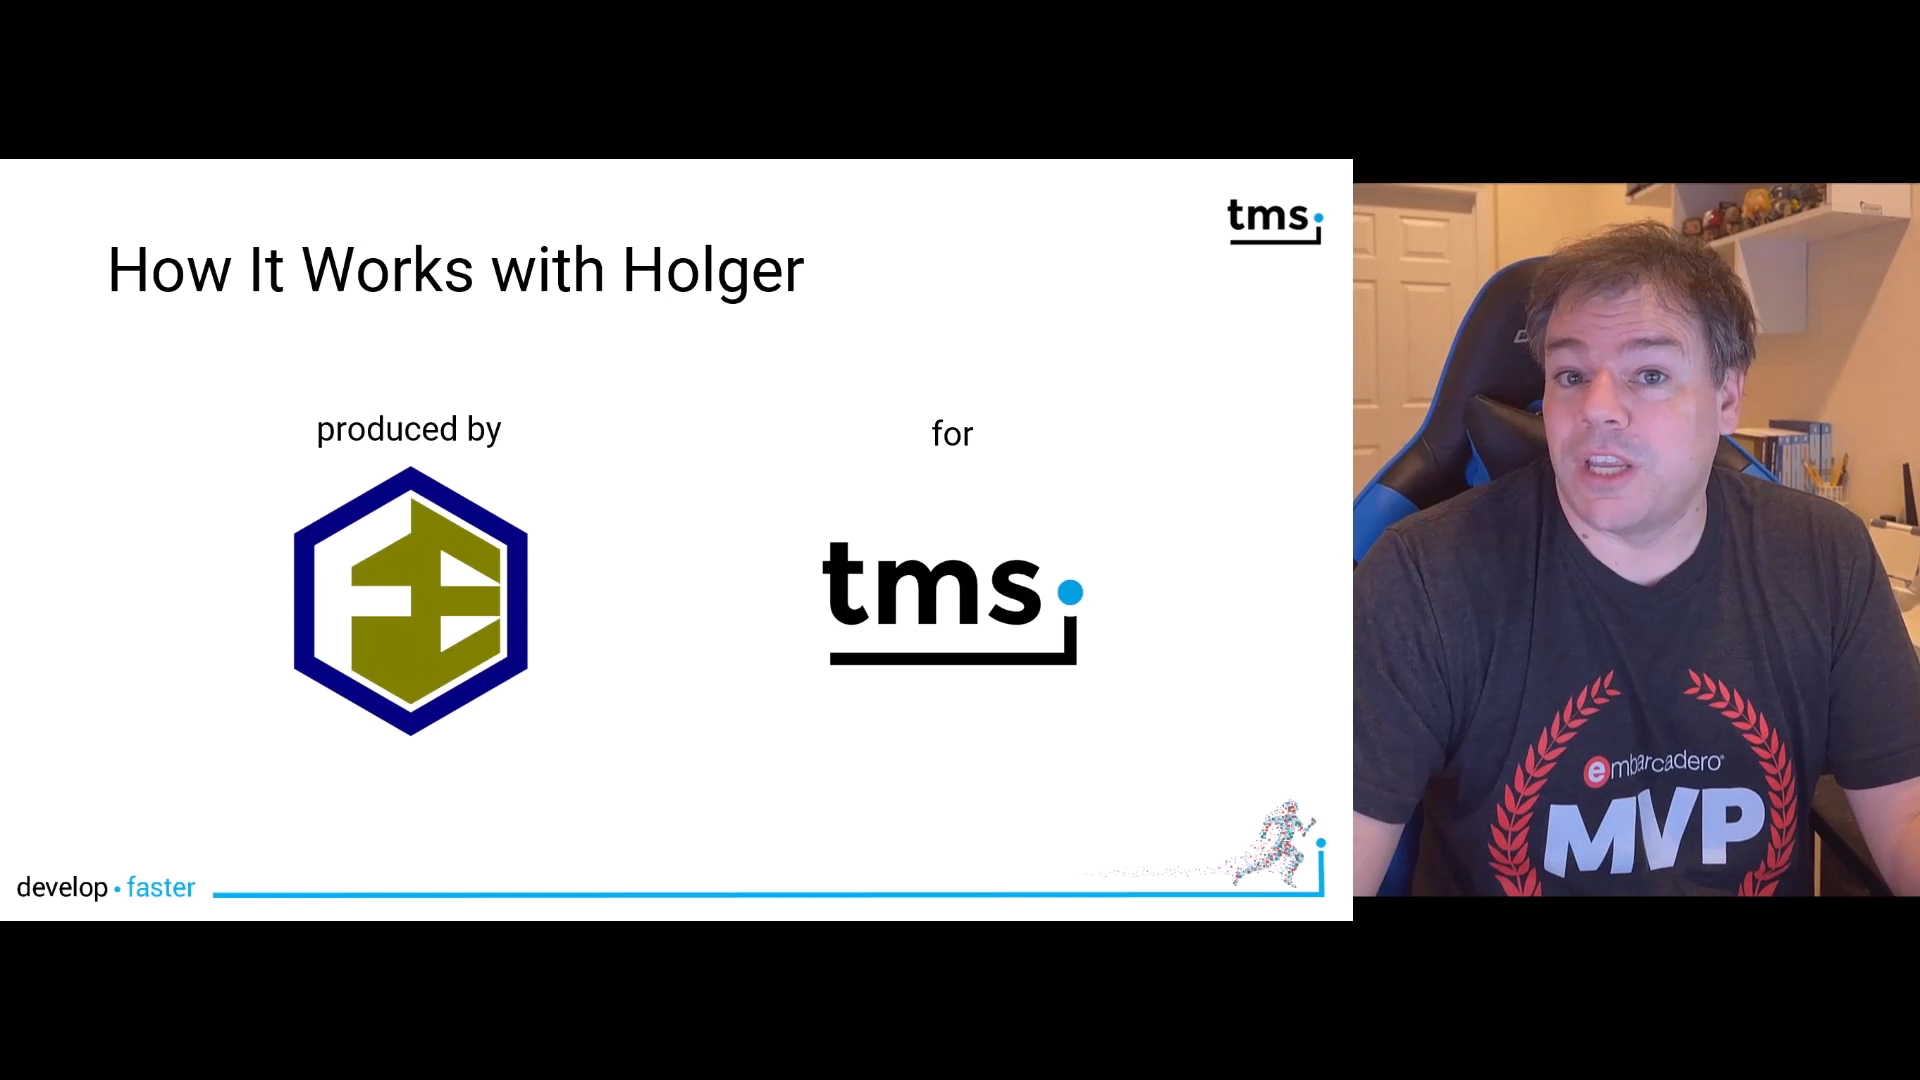 tms
How It Works with Holger
produced by
for
tms
embarcadero
MVP
develop • faster